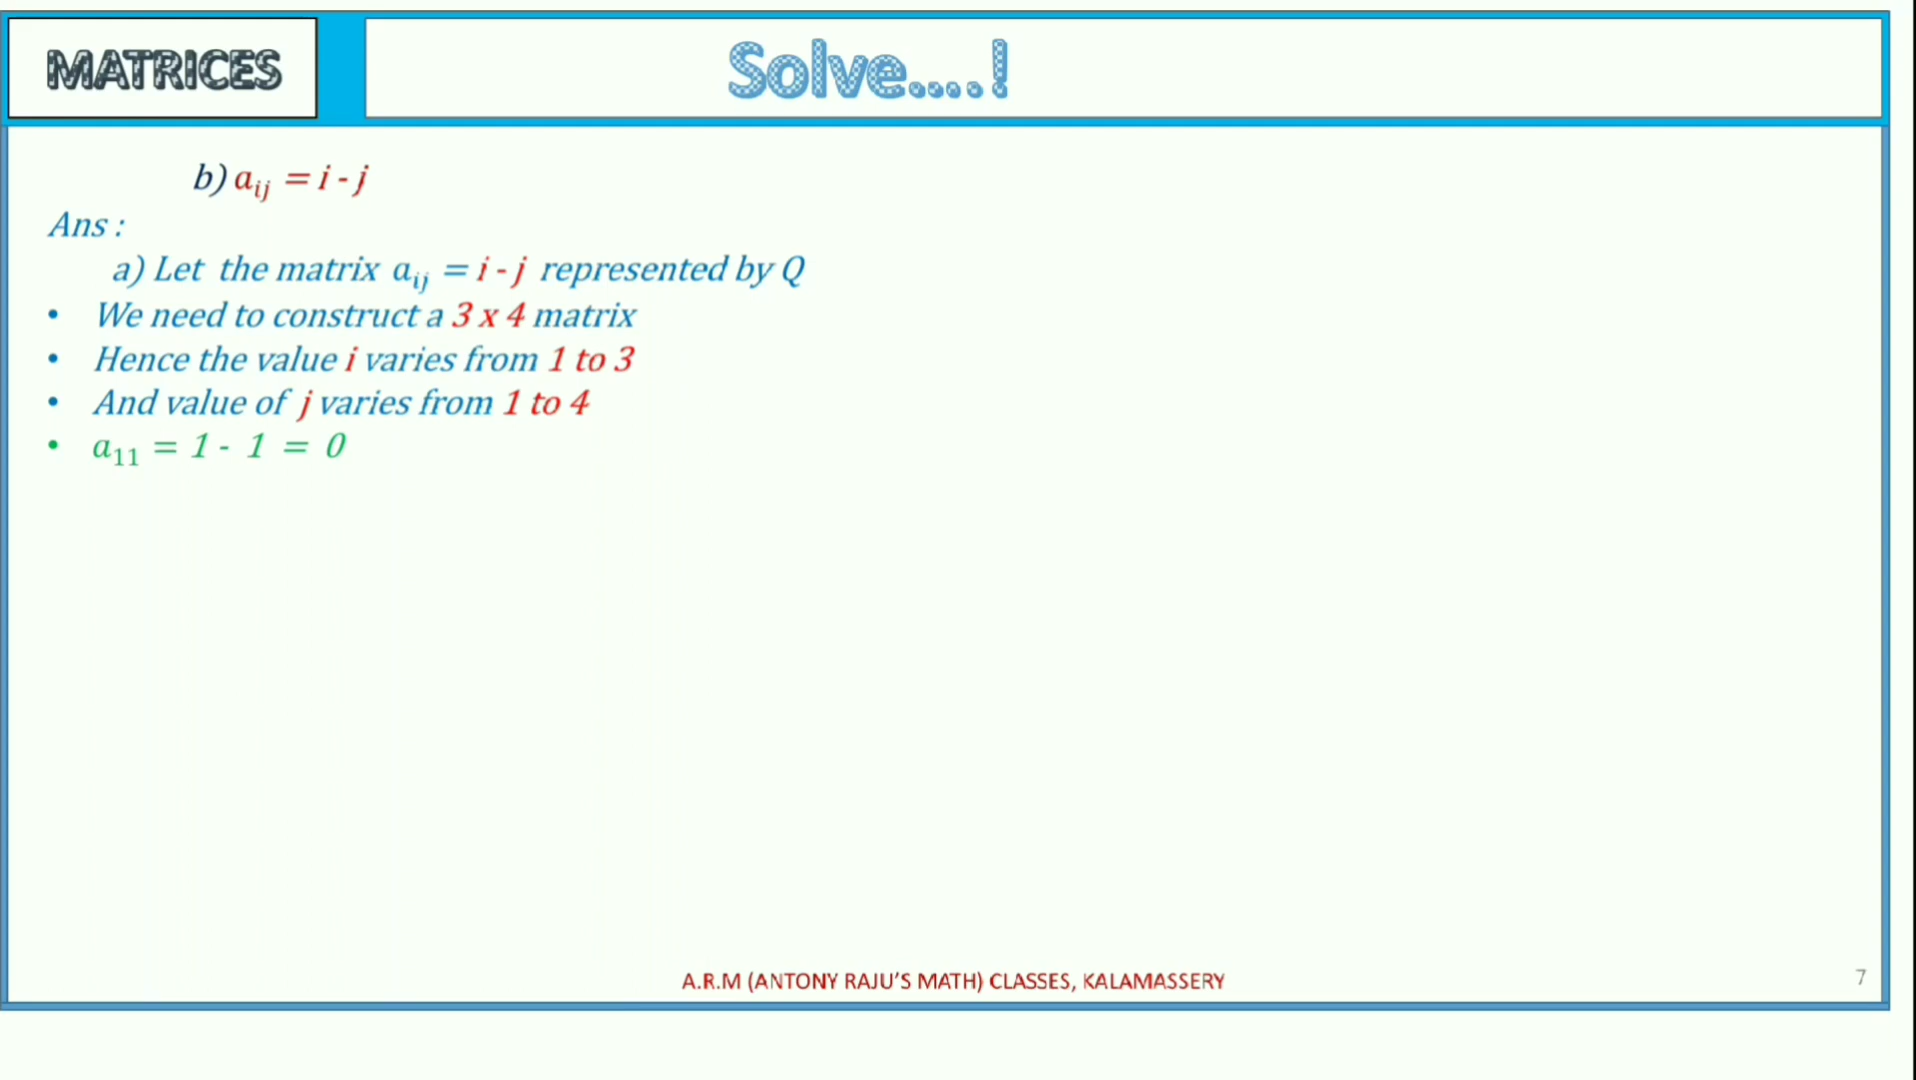 MATRICES
Solve....!
b) aij = i - j
Ans :
a) Let the matrix aij = i - j represented by Q
• We need to construct a 3 x 4 matrix
• Hence the value i varies from 1 to 3
• And value of j varies from 1 to 4
• a11 = 1 - 1 = 0
A.R.M (ANTONY RAJU'S MATH) CLASSES, KALAMASSERY
7